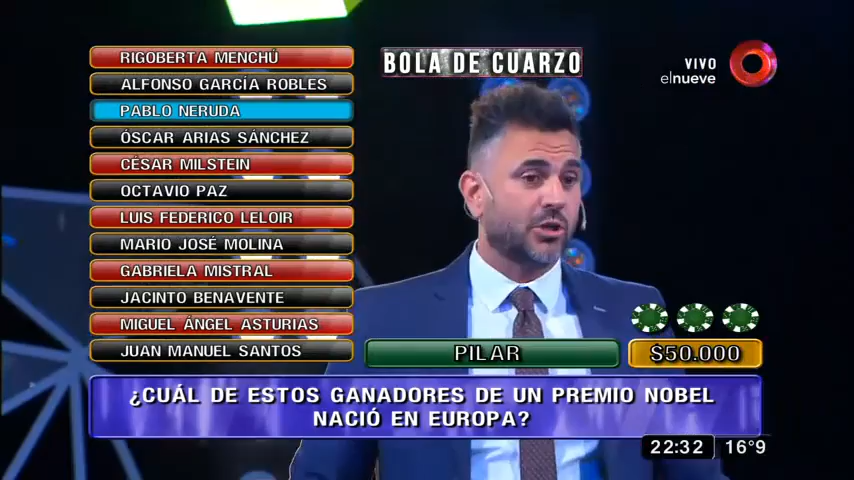 RIGOBERTA MENCHÚ
ALFONSO GARCÍA ROBLES
PABLO NERUDA
ÓSCAR ARIAS SÁNCHEZ
CÉSAR MILSTEIN
OCTAVIO PAZ
LUIS FEDERICO LELOIR
MARIO JOSÉ MOLINA
GABRIELA MISTRAL
JACINTO BENAVENTE
MIGUEL ÁNGEL ASTURIAS
JUAN MANUEL SANTOS
BOLA DE CUARZO
VIVO
elnueve
PILAR
$50.000
¿CUÁL DE ESTOS GANADORES DE UN PREMIO NOBEL
NACIÓ EN EUROPA?
22:32 16°9